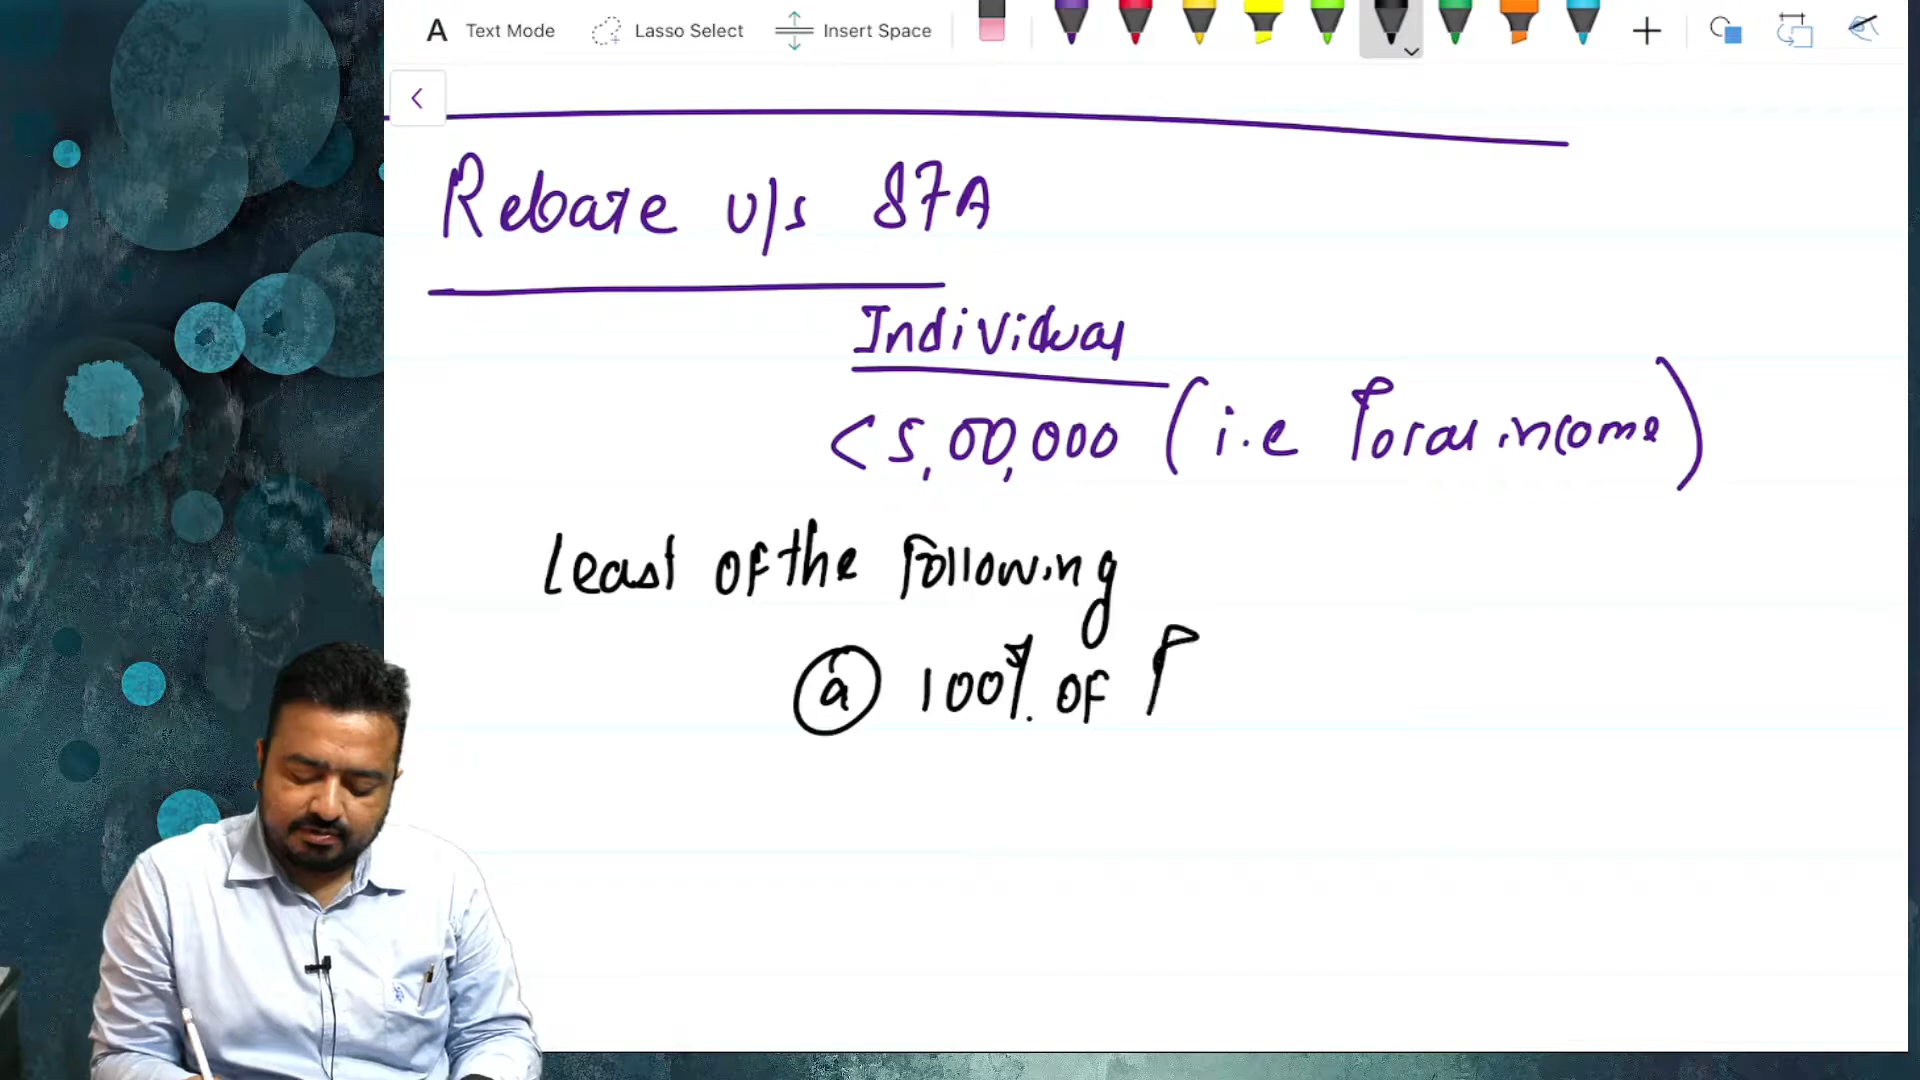 Text Mode Lasso Select Insert Space
Rebate u/s 87A
Individual
< 5,00,000 (i.e Total income)
Least of the following
(a) 100% of T